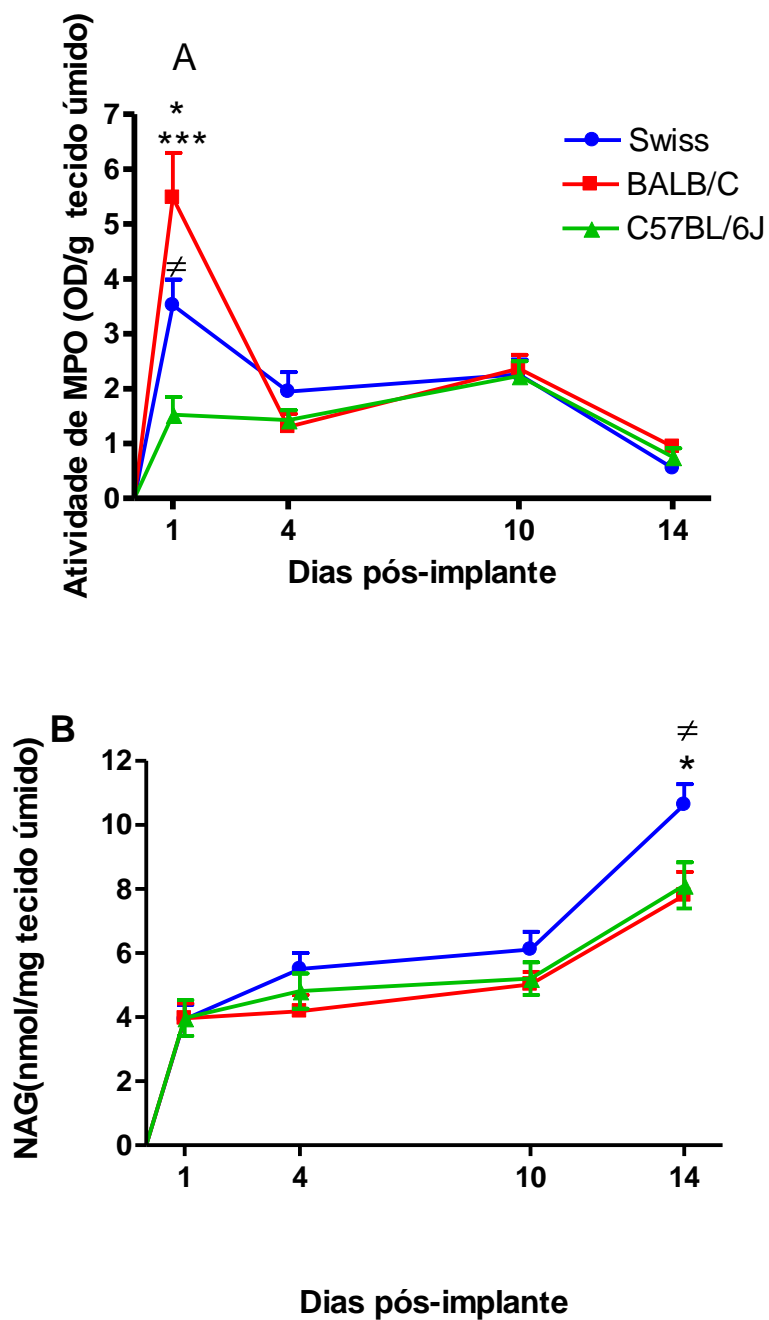 A
Atividade de MPO (OD/g tecido úmido)
7
6
5
4
3
2
1
0
*
***
≠
Swiss
BALB/C
C57BL/6J
1 4 10 14
Dias pós-implante
B
NAG(nmol/mg tecido úmido)
12
10
8
6
4
2
0
≠
*
1 4 10 14
Dias pós-implante